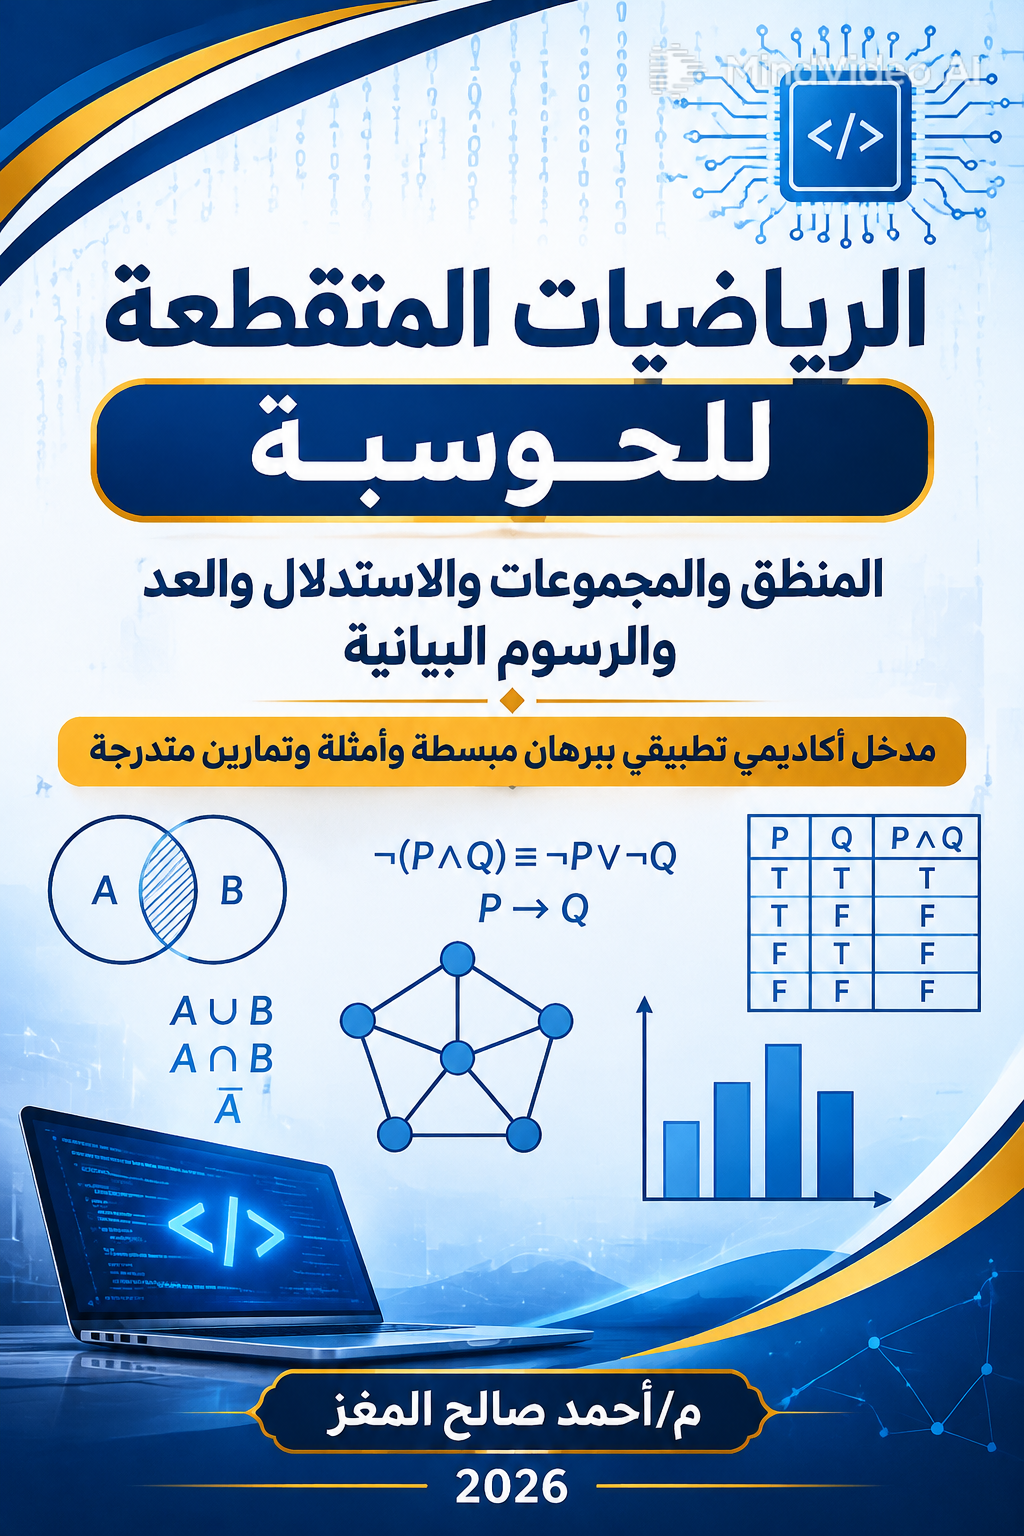 MindVideo AI
</>
الرياضيات المتقطعة
للحوسبة
المنظق والمجموعات والاستدلال والعد
والرسوم البيانية
مدخل أكاديمي تطبيقي ببرهان مبسطة وأمثلة وتمارين متدرجة
A B
¬(P∧Q)≡¬P∨¬Q
P → Q
P Q P∧Q
T T T
T F F
F T F
F F F
A ∪ B
A ∩ B
A̅
</>
م/أحمد صالح المغز
2026